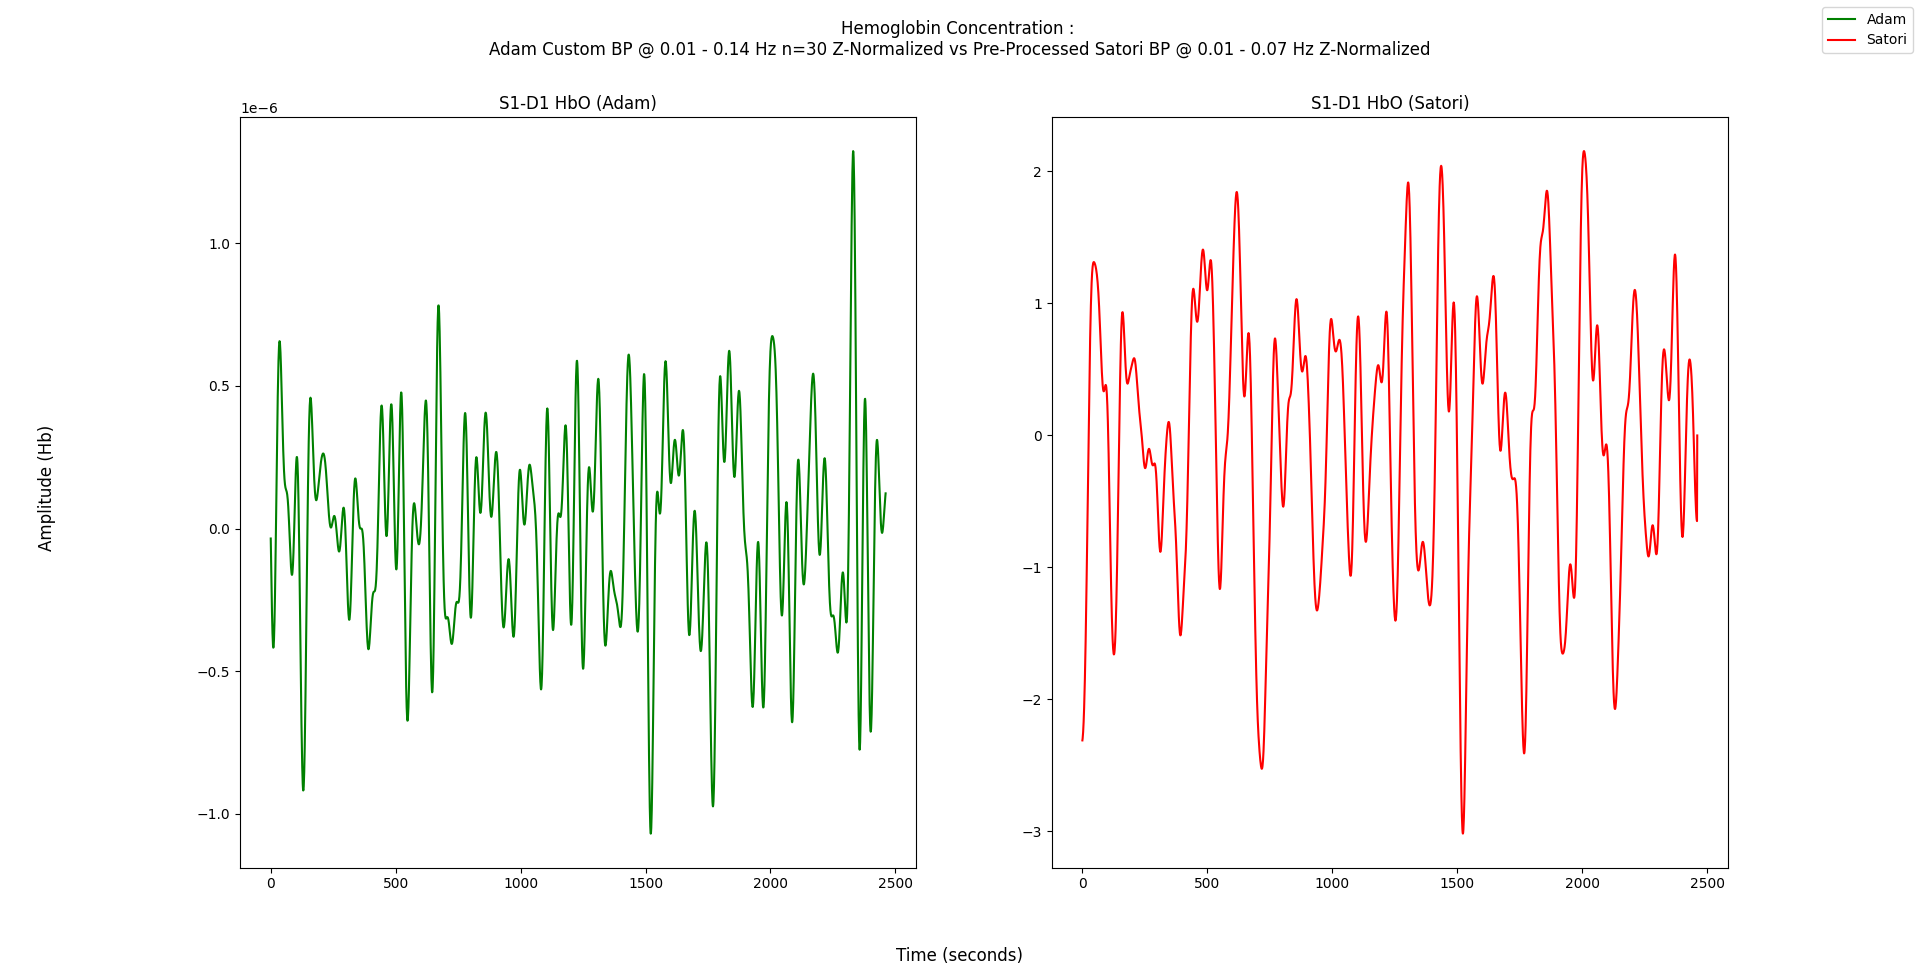 Hemoglobin Concentration :
Adam Custom BP @ 0.01 - 0.14 Hz n=30 Z-Normalized vs Pre-Processed Satori BP @ 0.01 - 0.07 Hz Z-Normalized
Adam
Satori
S1-D1 HbO (Adam)
1e−6
1.0
0.5
0.0
−0.5
−1.0
0 500 1000 1500 2000 2500
S1-D1 HbO (Satori)
2
1
0
−1
−2
−3
0 500 1000 1500 2000 2500
Amplitude (Hb)
Time (seconds)